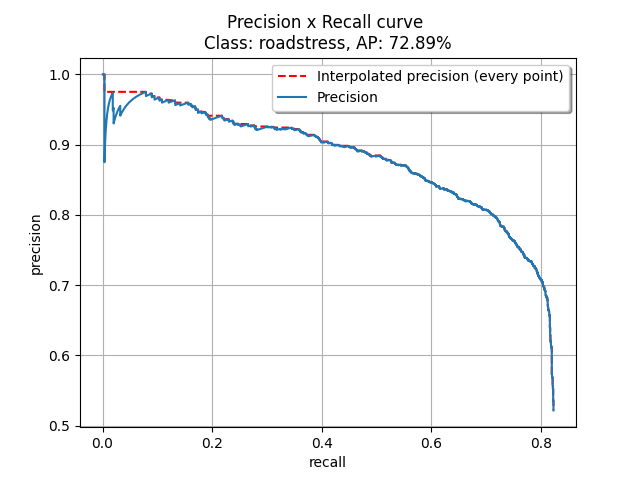 Precision x Recall curve
Class: roadstress, AP: 72.89%
Interpolated precision (every point)
Precision
1.0
0.9
0.8
0.7
0.6
0.5
precision
0.0 0.2 0.4 0.6 0.8
recall